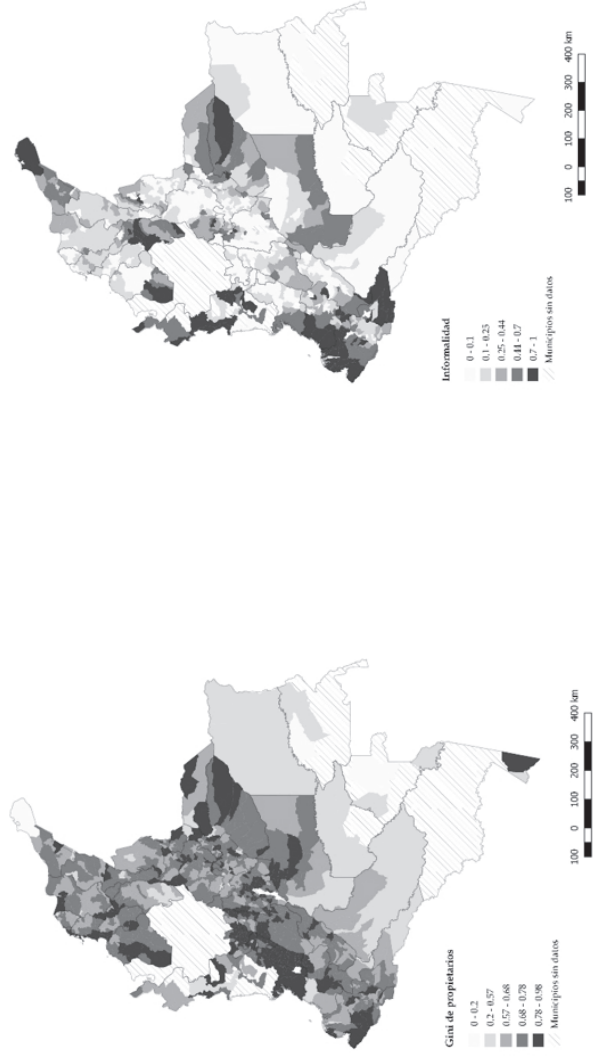 Informalidad
0 - 0.1
0.1 - 0.25
0.25 - 0.44
0.44 - 0.7
0.7 - 1
Municipios sin datos
100 0 100 200 300 400 km
Gini de propietarios
0 - 0.2
0.2 - 0.57
0.57 - 0.68
0.68 - 0.78
0.78 - 0.98
Municipios sin datos
100 0 100 200 300 400 km